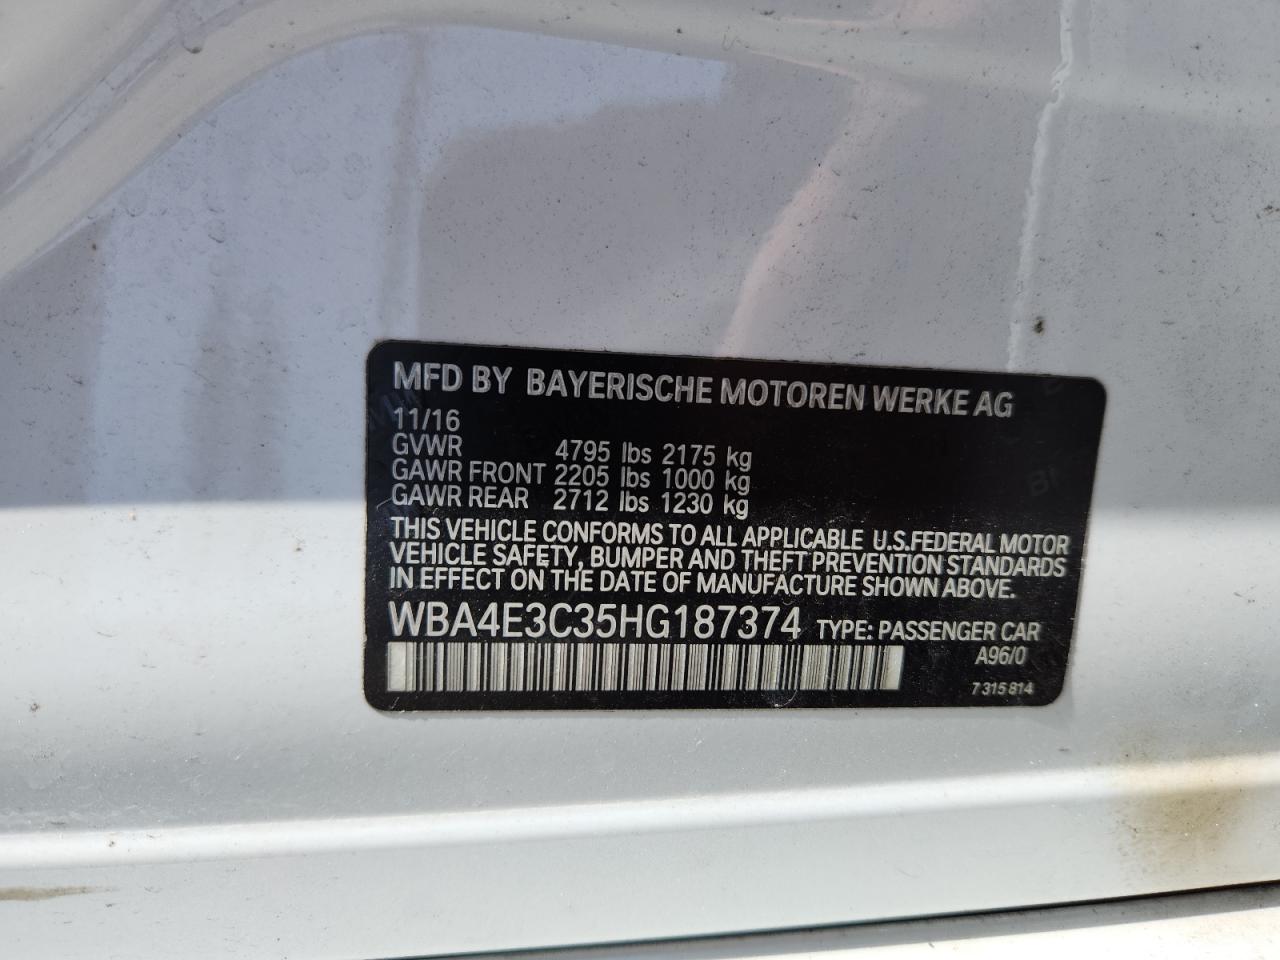 MFD BY BAYERISCHE MOTOREN WERKE AG
11/16
GVWR 4795 lbs 2175 kg
GAWR FRONT 2205 lbs 1000 kg
GAWR REAR 2712 lbs 1230 kg
THIS VEHICLE CONFORMS TO ALL APPLICABLE U.S.FEDERAL MOTOR
VEHICLE SAFETY, BUMPER AND THEFT PREVENTION STANDARDS
IN EFFECT ON THE DATE OF MANUFACTURE SHOWN ABOVE.
WBA4E3C35HG187374 TYPE: PASSENGER CAR
A96/0
7 315 814